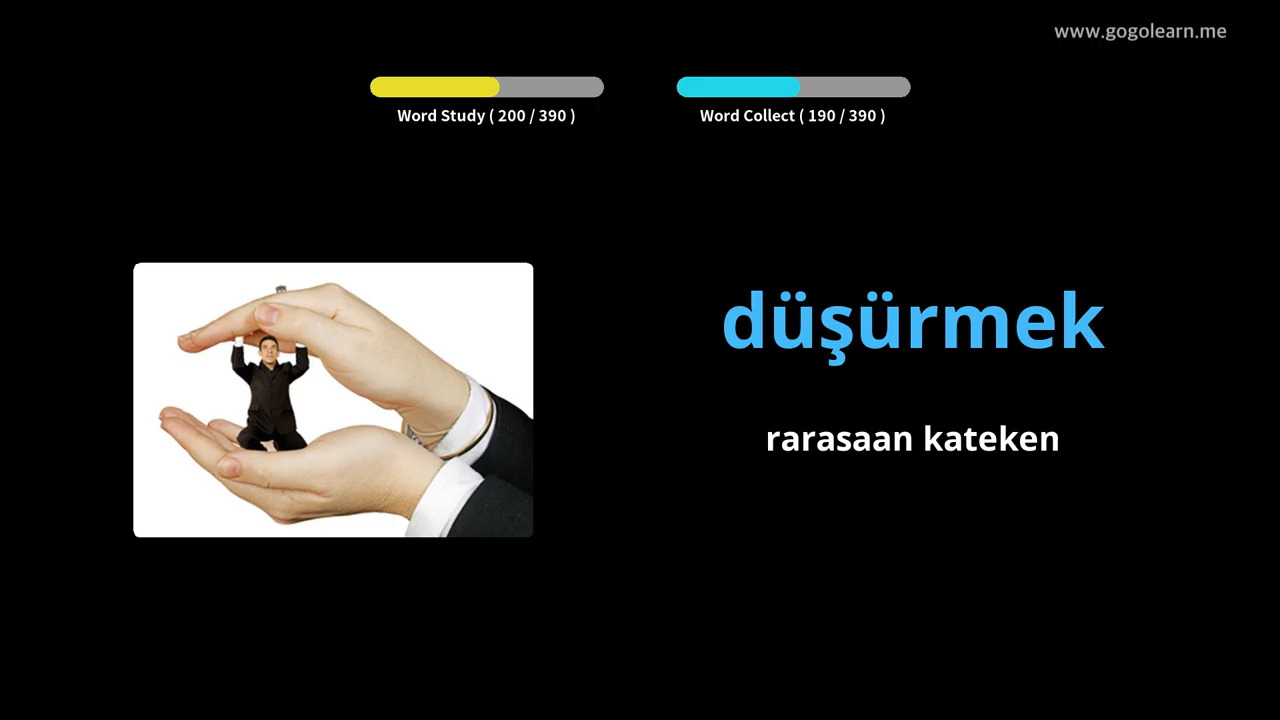 www.gogolearn.me
Word Study ( 200 / 390 )
Word Collect ( 190 / 390 )
düşürmek
rarasaan kateken